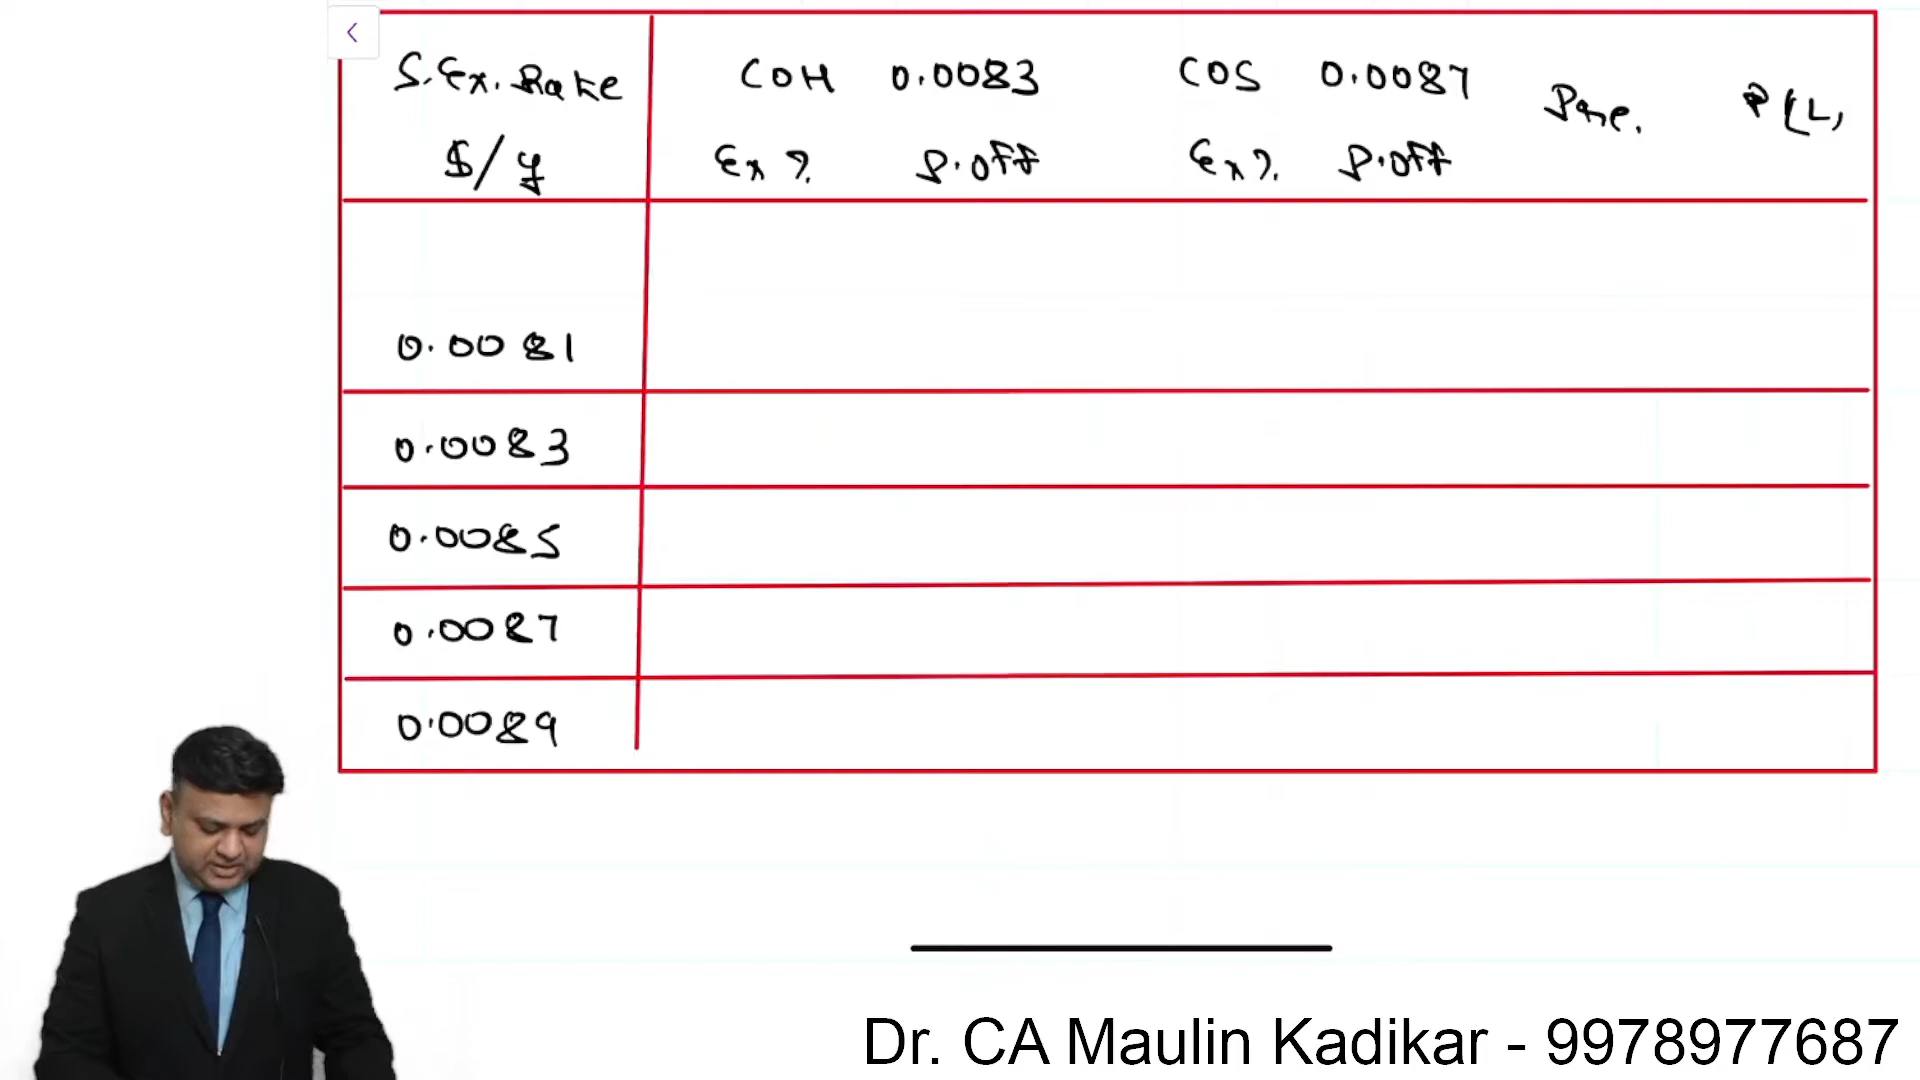 S. Ex. Rate COH 0.0083 COS 0.0087 P(L)
$/y Ex ?. P.off Ex ?. P.off
0.0081
0.0083
0.0085
0.0087
0.0089
Dr. CA Maulin Kadikar - 9978977687